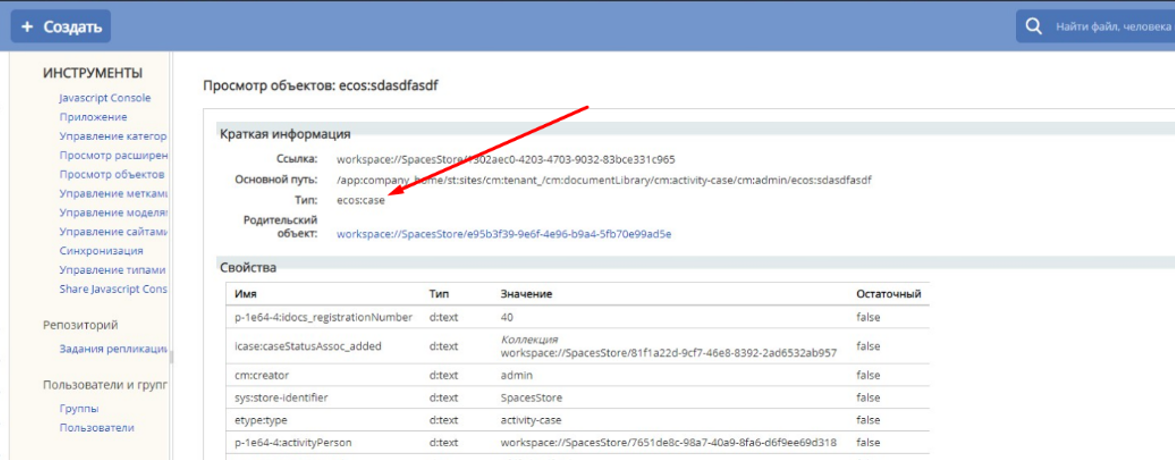 + Создать
Найти файл, человека
ИНСТРУМЕНТЫ
Javascript Console
Приложение
Управление категор
Просмотр расширен
Просмотр объектов
Управление меткам
Управление моделя
Управление сайтами
Синхронизация
Управление типами
Share Javascript Cons
Репозиторий
Задания репликации
Пользователи и групп
Группы
Пользователи
Просмотр объектов: ecos:sdasdfasdf
Краткая информация
Ссылка: workspace://SpacesStore/ 302aec0-4203-4703-9032-83bce331c965
Основной путь: /app:company_home/st:sites/cm:tenant_/cm:documentLibrary/cm:activity-case/cm:admin/ecos:sdasdfasdf
Тип: ecos:case
Родительский
объект: workspace://SpacesStore/e95b3f39-9e6f-4e96-b9a4-5fb70e99ad5e
Свойства
Имя Тип Значение Остаточный
p-1e64-4:idocs_registrationNumber d:text 40 false
icase:caseStatusAssoc_added d:text Коллекция false
workspace://SpacesStore/81f1a22d-9cf7-46e8-8392-2ad6532ab957
cm:creator d:text admin false
sys:store-identifier d:text SpacesStore false
etype:type d:text activity-case false
p-1e64-4:activityPerson d:text workspace://SpacesStore/7651de8c-98a7-40a9-8fa6-d6f9ee69d318 false